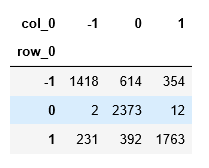 col_0 -1 0 1
row_0
-1 1418 614 354
0 2 2373 12
1 231 392 1763